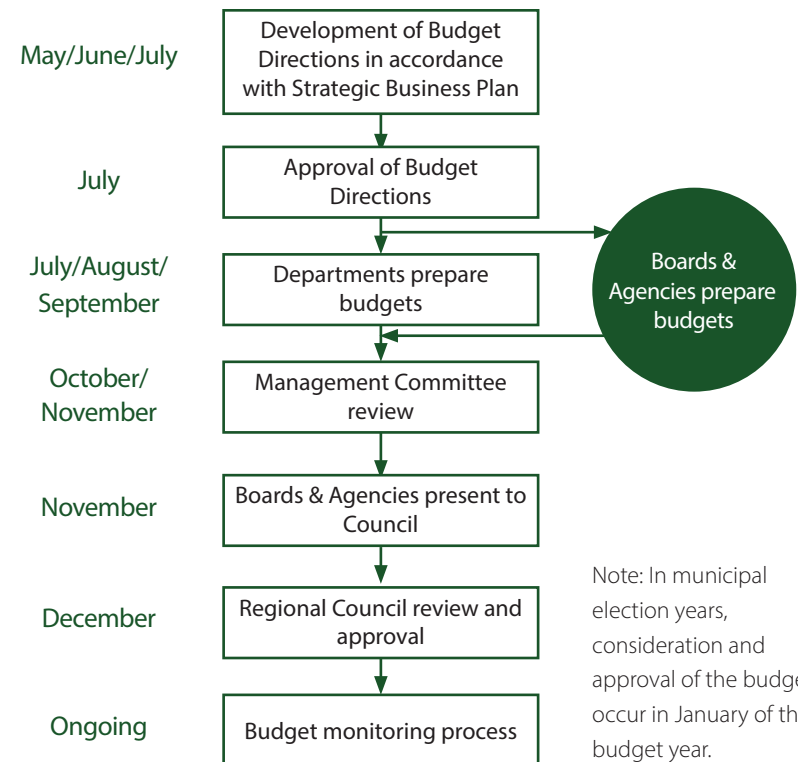 May/June/July
Development of Budget
Directions in accordance
with Strategic Business Plan
July
Approval of Budget
Directions
July/August/
September
Departments prepare
budgets
Boards &
Agencies prepare
budgets
October/
November
Management Committee
review
November
Boards & Agencies present to
Council
December
Regional Council review and
approval
Ongoing
Budget monitoring process
Note: In municipal
election years,
consideration and
approval of the
occur in January of
budget year.